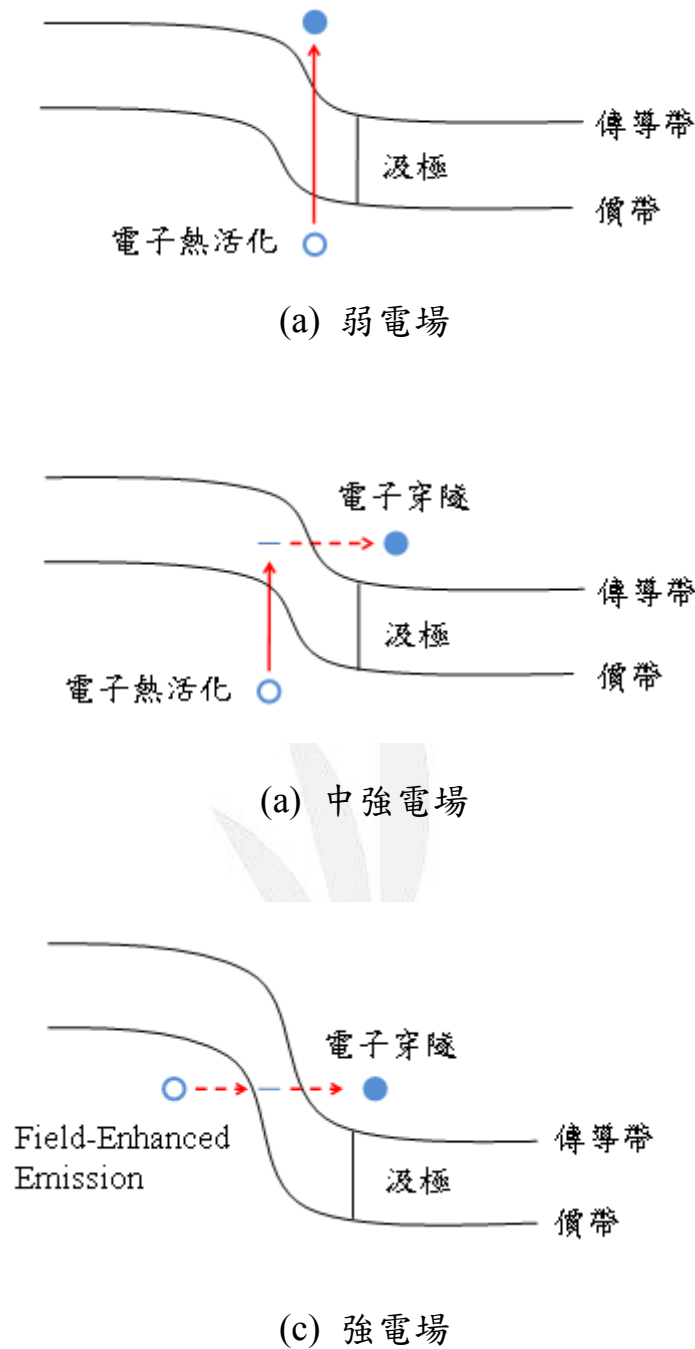 傳導帶
汲極
價帶
電子熱活化
(a) 弱電場
電子穿隧
傳導帶
汲極
價帶
電子熱活化
(a) 中強電場
電子穿隧
Field-Enhanced
Emission
傳導帶
汲極
價帶
(c) 強電場